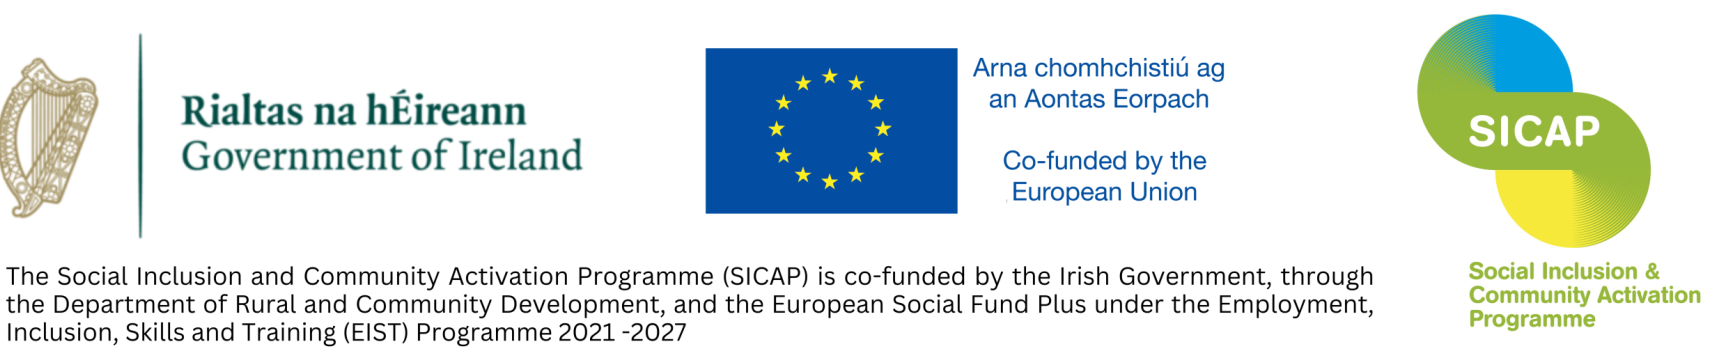 Rialtas na hÉireann
Government of Ireland
Arna chomhchistiú ag
an Aontas Eorpach
Co-funded by the
European Union
SICAP
Social Inclusion &
Community Activation
Programme
The Social Inclusion and Community Activation Programme (SICAP) is co-funded by the Irish Government, through
the Department of Rural and Community Development, and the European Social Fund Plus under the Employment,
Inclusion, Skills and Training (EIST) Programme 2021 -2027